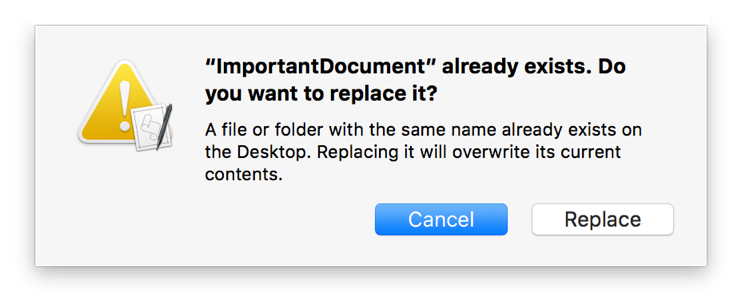 “ImportantDocument“ already exists. Do
you want to replace it?
A file or folder with the same name already exists on
the Desktop. Replacing it will overwrite its current
contents.
Cancel
Replace